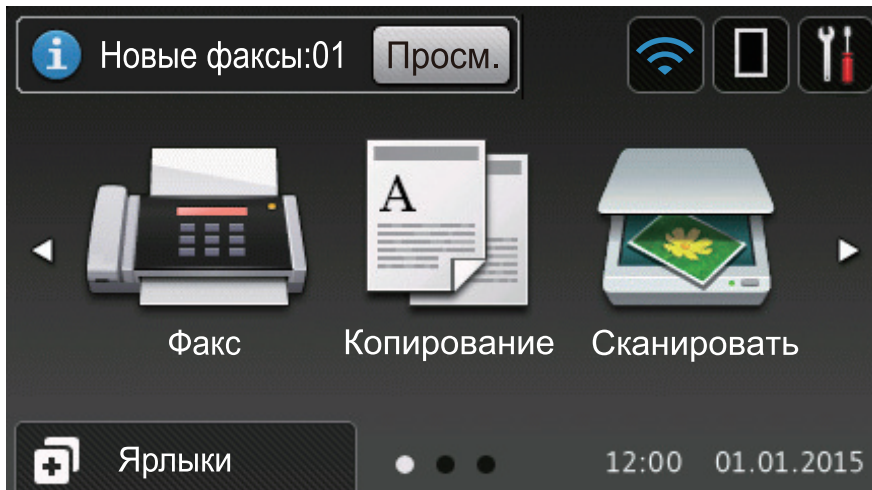 Новые факсы:01 Просм.
A
Факс Копирование Сканировать
Ярлыки 12:00 01.01.2015